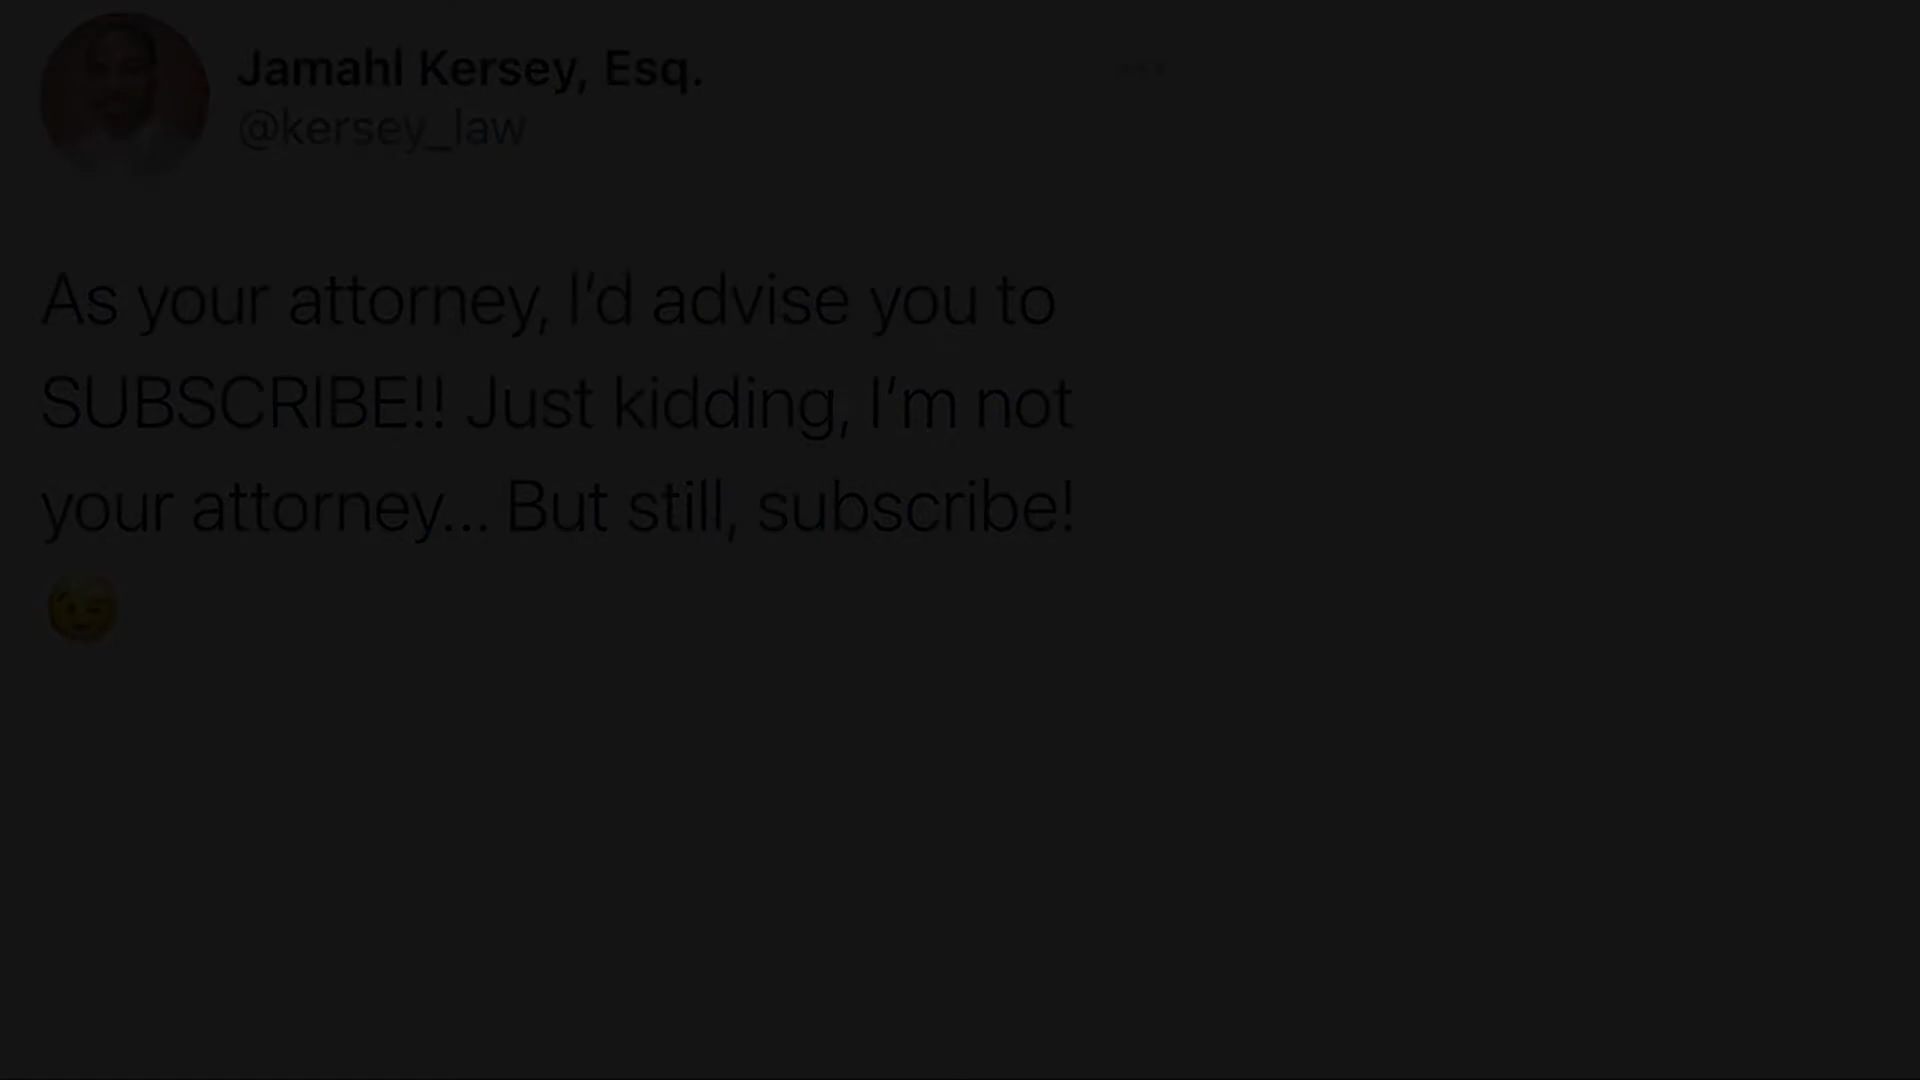 Jamahl Kersey, Esq.
@kersey_law
As your attorney, I’d advise you to
SUBSCRIBE!! Just kidding, I’m not
your attorney... But still, subscribe!
😉